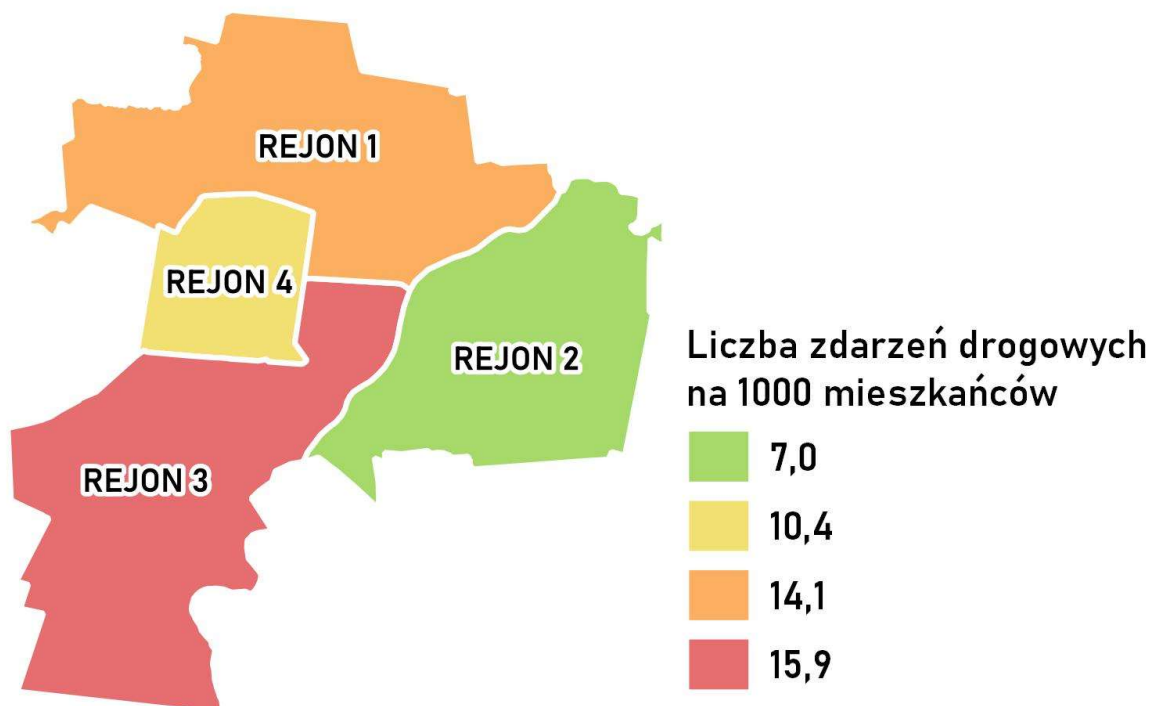 REJON 1
REJON 4
REJON 2
REJON 3
Liczba zdarzeń drogowych
na 1000 mieszkańców
7,0
10,4
14,1
15,9